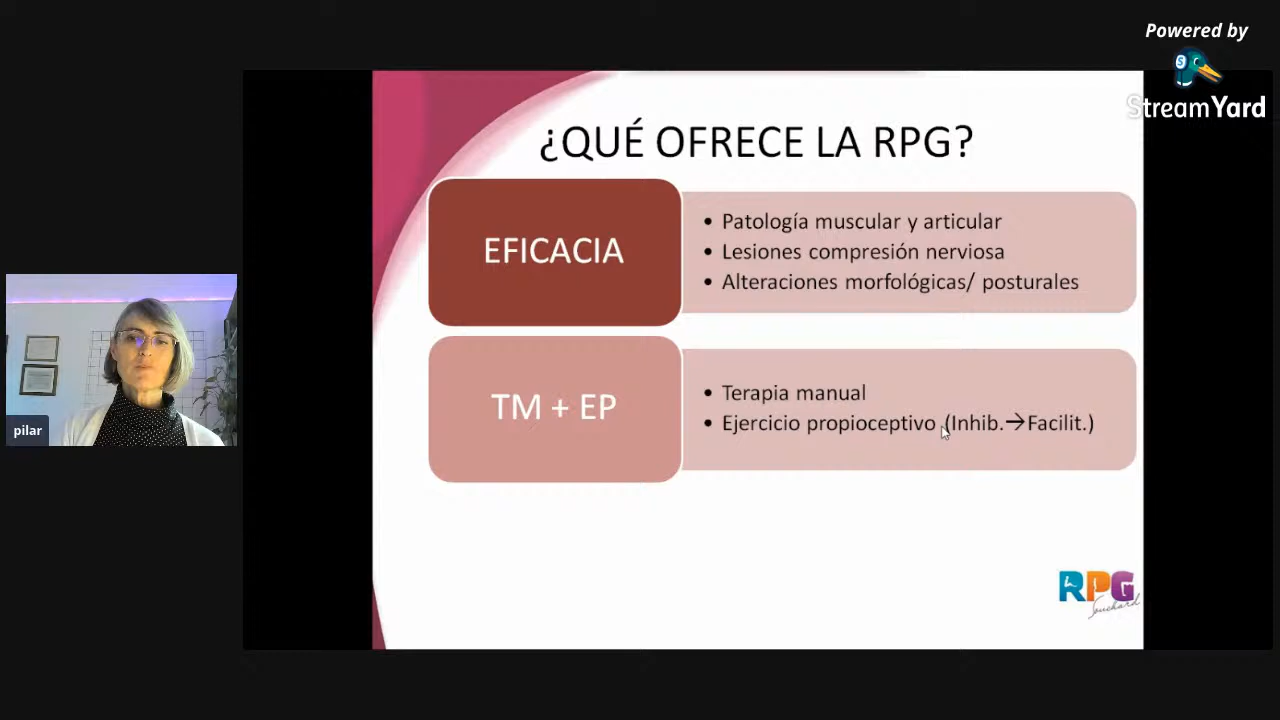 Powered by
StreamYard
¿QUÉ OFRECE LA RPG?
EFICACIA
• Patología muscular y articular
• Lesiones compresión nerviosa
• Alteraciones morfológicas/ posturales
TM + EP
• Terapia manual
• Ejercicio propioceptivo (Inhib.→Facilit.)
pilar
RPG
Souchard